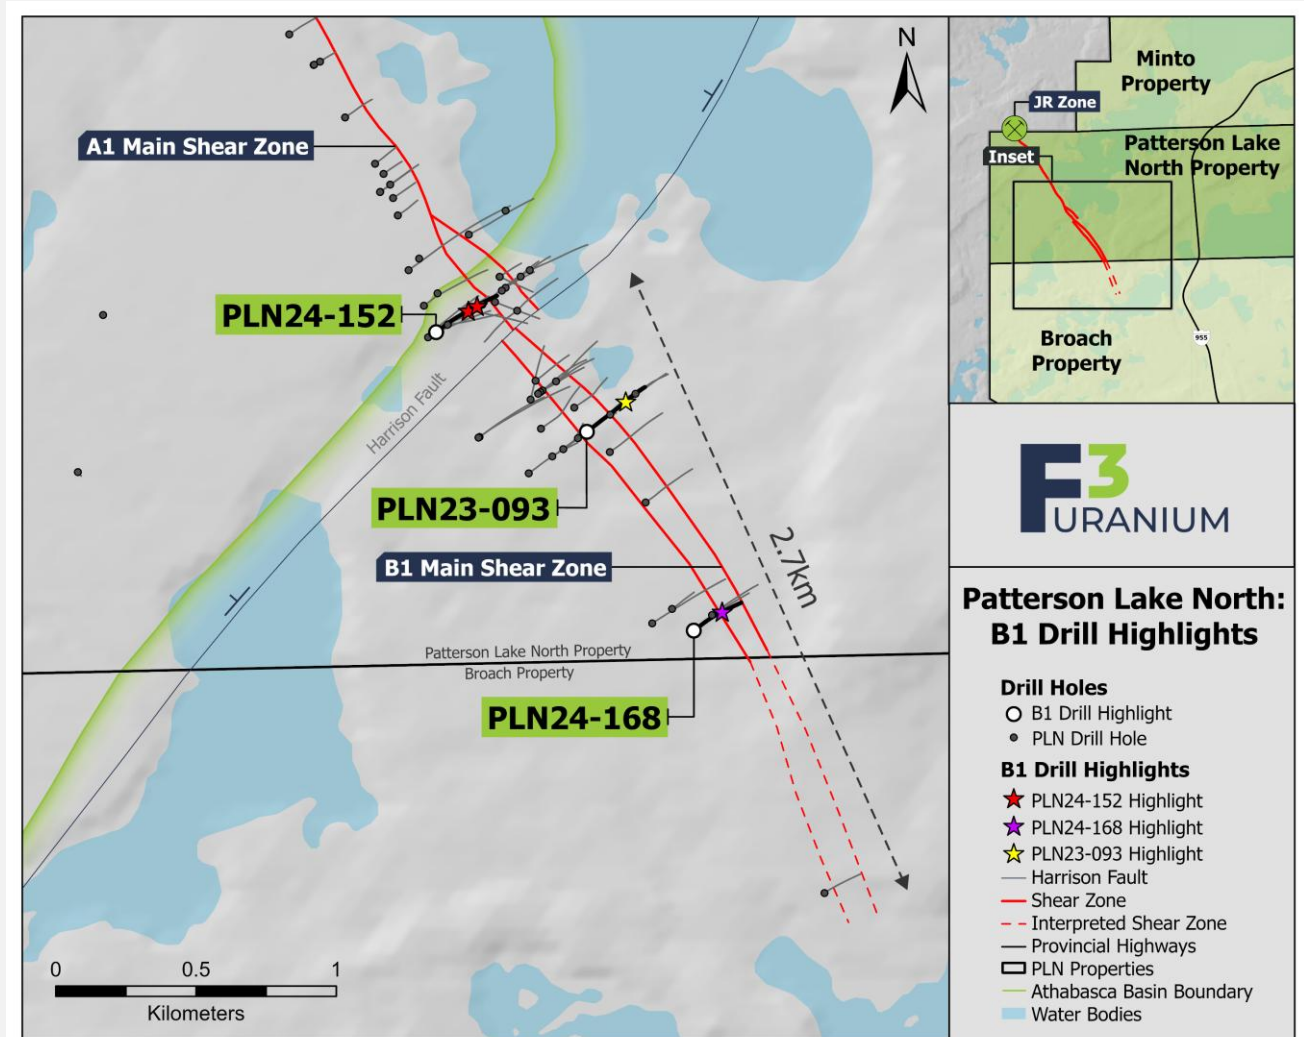 N
A1 Main Shear Zone
PLN24-152
Harrison Fault
PLN23-093
B1 Main Shear Zone
2.7km
Patterson Lake North Property
Broach Property
PLN24-168
0 0.5 1
Kilometers
Minto
Property
JR Zone
Inset
Patterson Lake
North Property
Broach
Property
955
F3
URANIUM
Patterson Lake North:
B1 Drill Highlights
Drill Holes
B1 Drill Highlight
PLN Drill Hole
B1 Drill Highlights
PLN24-152 Highlight
PLN24-168 Highlight
PLN23-093 Highlight
Harrison Fault
Shear Zone
Interpreted Shear Zone
Provincial Highways
PLN Properties
Athabasca Basin Boundary
Water Bodies